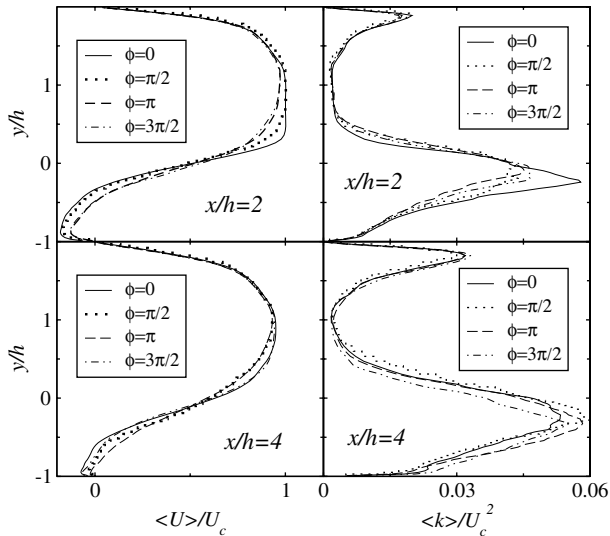 y/h
1
0
-1
ϕ=0
ϕ=π/2
ϕ=π
ϕ=3π/2
x/h=2
ϕ=0
ϕ=π/2
ϕ=π
ϕ=3π/2
x/h=2
y/h
1
0
-1
ϕ=0
ϕ=π/2
ϕ=π
ϕ=3π/2
x/h=4
ϕ=0
ϕ=π/2
ϕ=π
ϕ=3π/2
x/h=4
0 1 0 0.03 0.06
<U>/U_c
<k>/U_c^2